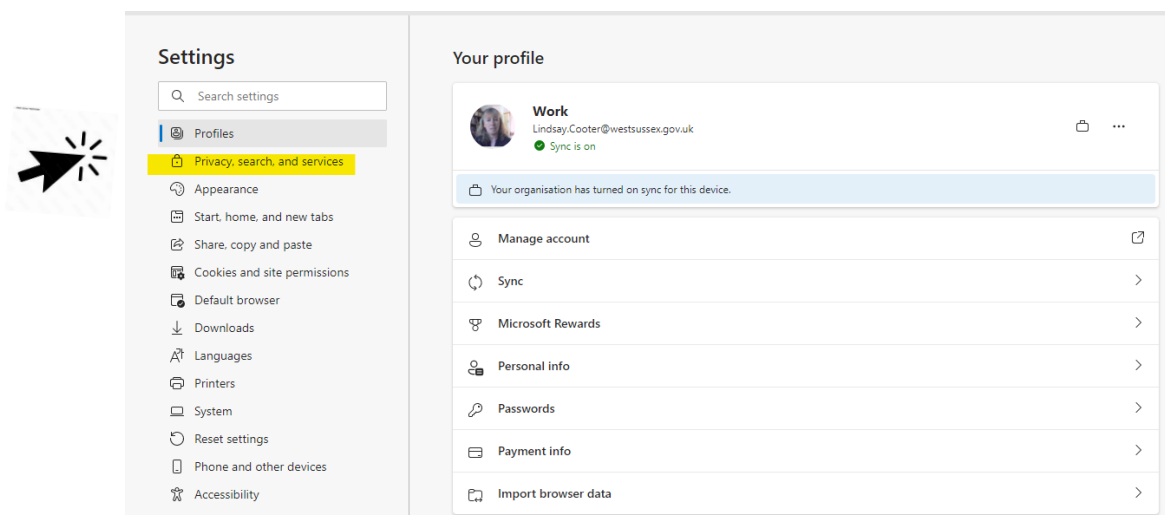 Settings
Search settings
Profiles
Privacy, search, and services
Appearance
Start, home, and new tabs
Share, copy and paste
Cookies and site permissions
Default browser
Downloads
Languages
Printers
System
Reset settings
Phone and other devices
Accessibility
Your profile
Work
Lindsay.Cooter@westsussex.gov.uk
Sync is on
Your organisation has turned on sync for this device.
Manage account
Sync
Microsoft Rewards
Personal info
Passwords
Payment info
Import browser data